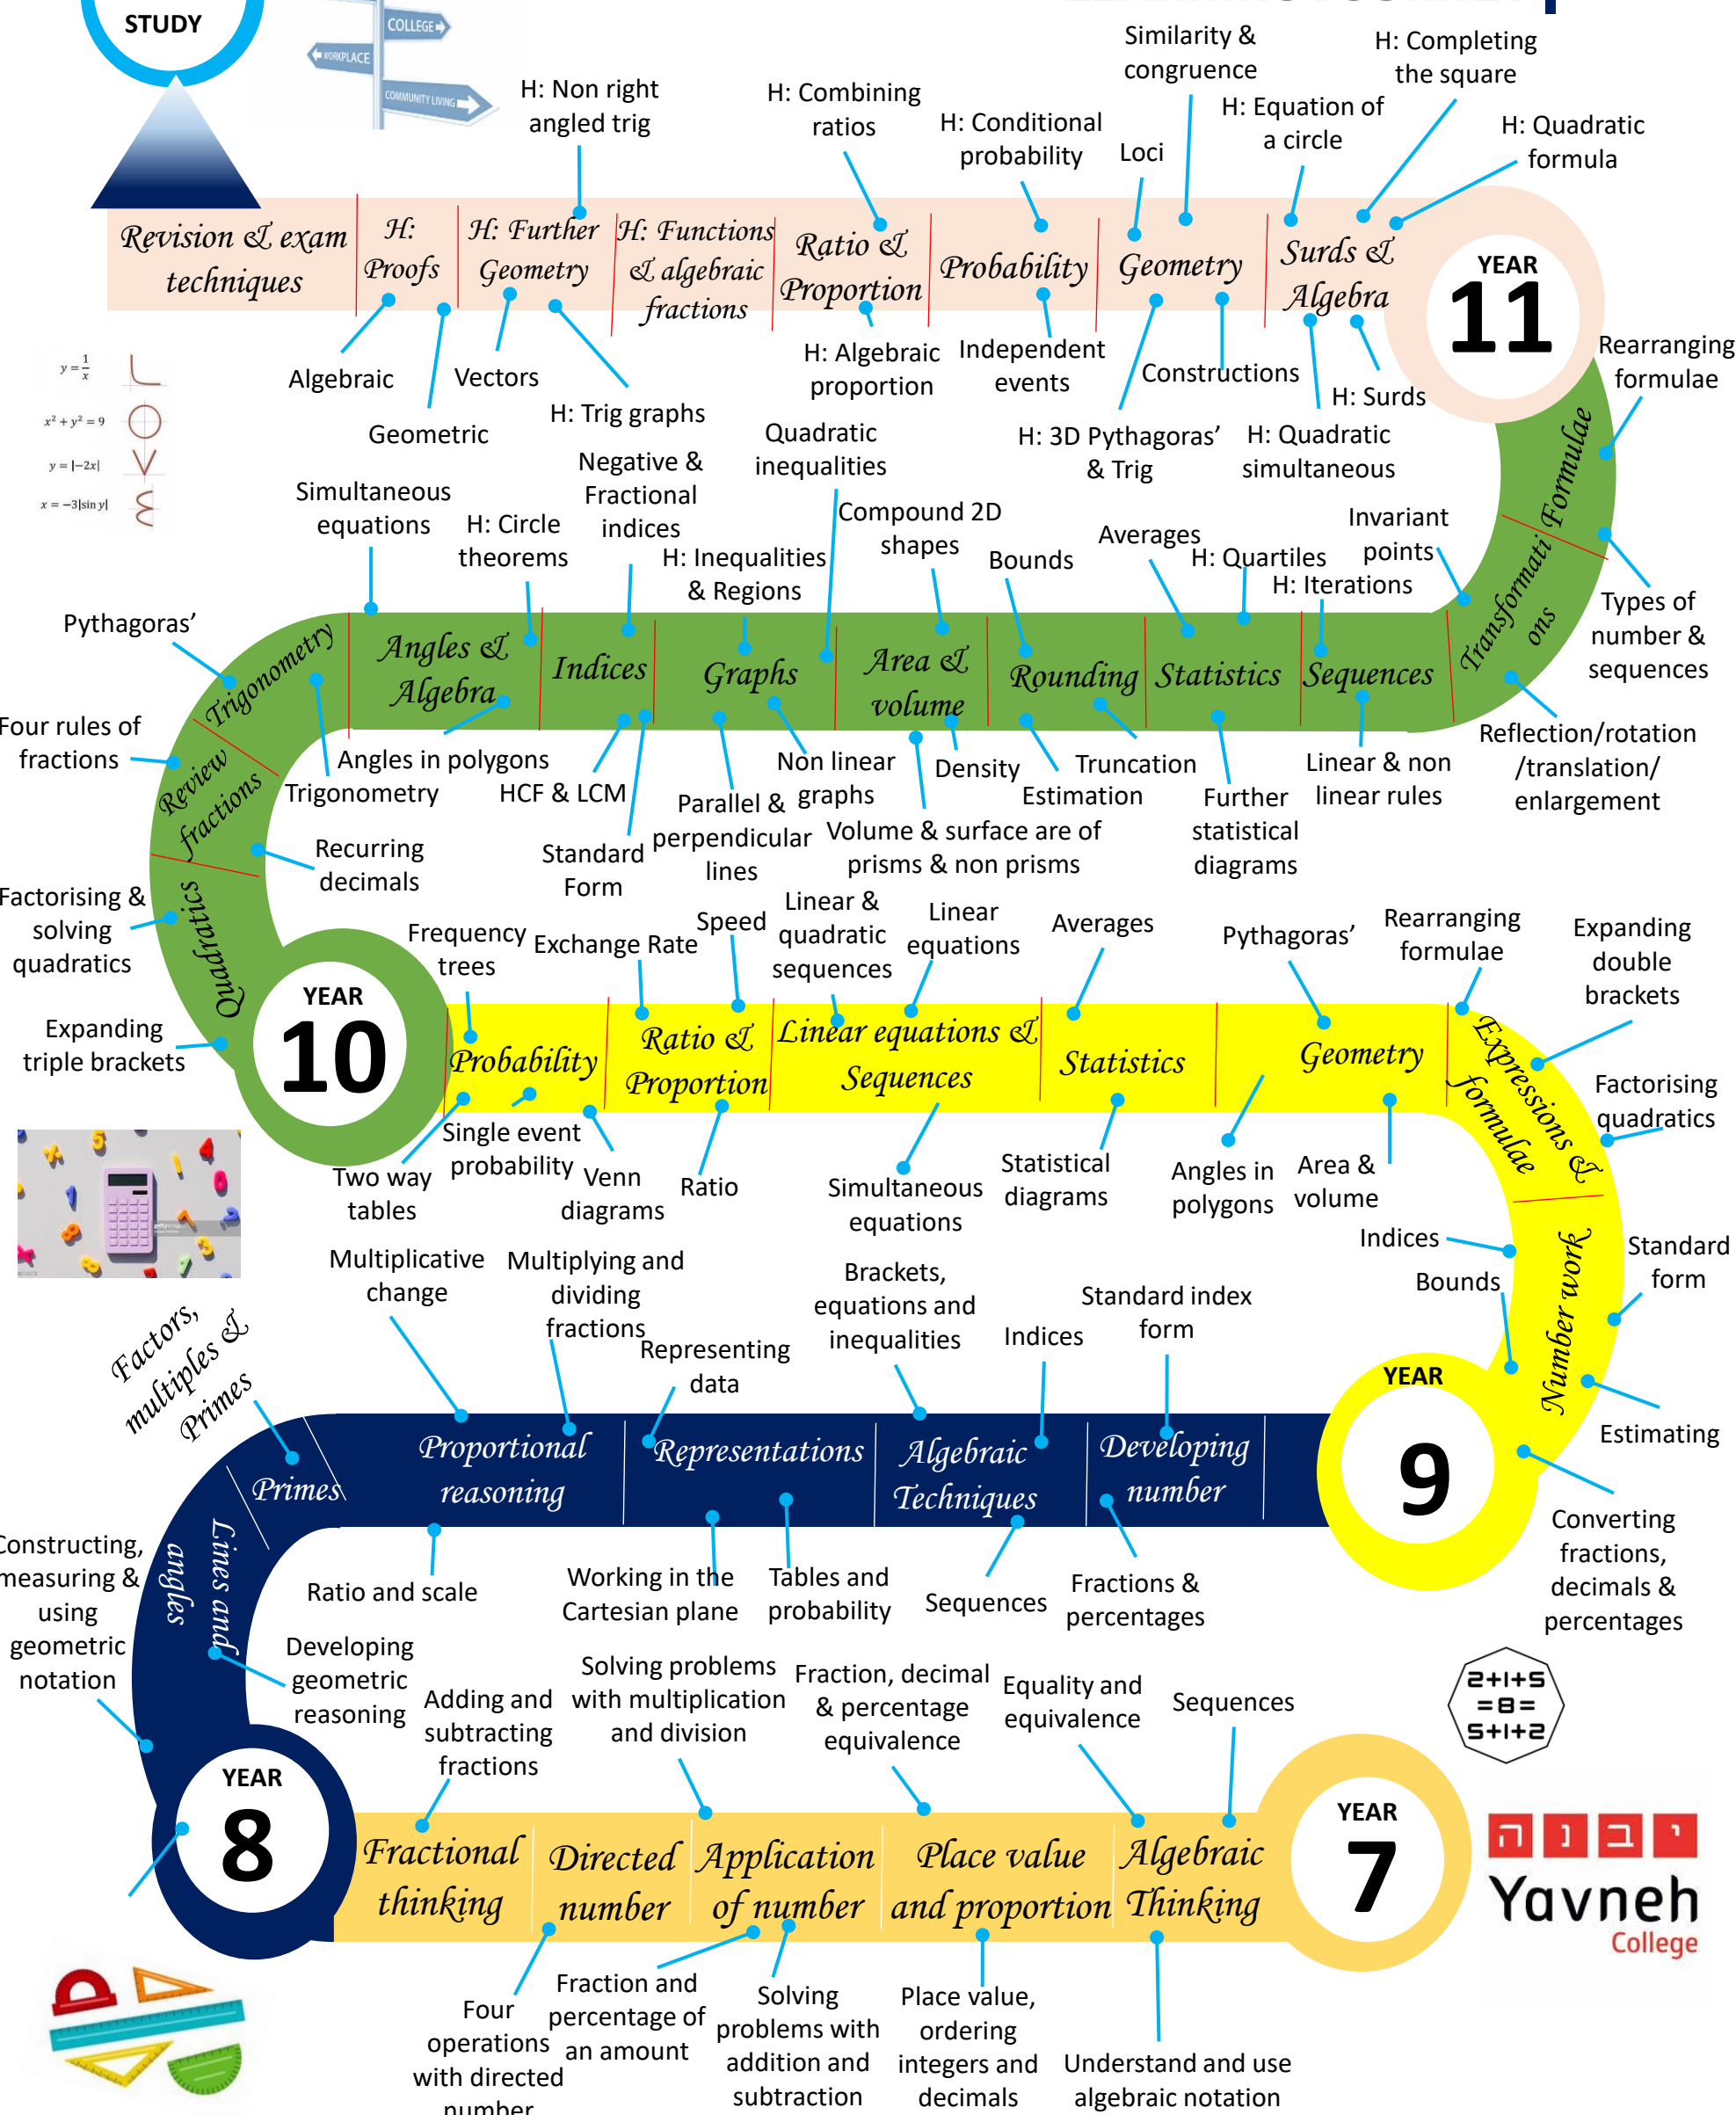 STUDY
COLLEGE
WORKPLACE
COMMUNITY LIVING
Similarity &
congruence
H: Completing
the square
H: Non right
angled trig
H: Combining
ratios
H: Conditional
probability
Loci
H: Equation of
a circle
H: Quadratic
formula
Revision & exam
techniques
H:
Proofs
H: Further
Geometry
H: Functions
& algebraic
fractions
Ratio &
Proportion
Probability
Geometry
Surds &
Algebra
YEAR
11
Algebraic
Geometric
Vectors
H: Trig graphs
H: Algebraic
proportion
Independent
events
Constructions
H: 3D Pythagoras'
& Trig
H: Surds
H: Quadratic
simultaneous
Rearranging
formulae
y = 1/x
x² + y² = 9
y = |−2x|
x = −3|sin y|
Simultaneous
equations
H: Circle
theorems
Negative &
Fractional
indices
H: Inequalities
& Regions
Quadratic
inequalities
Compound 2D
shapes
Bounds
Averages
H: Quartiles
H: Iterations
Invariant
points
Formulae
Transformati
ons
Types of
number &
sequences
Reflection/rotation
/translation/
enlargement
Pythagoras'
Trigonometry
Angles &
Algebra
Indices
Graphs
Area &
volume
Rounding
Statistics
Sequences
Four rules of
fractions
Review
fractions
Trigonometry
Angles in polygons
HCF & LCM
Standard
Form
Parallel &
perpendicular
lines
Non linear
graphs
Density
Volume & surface are of
prisms & non prisms
Estimation
Truncation
Further
statistical
diagrams
Linear & non
linear rules
Recurring
decimals
Factorising &
solving
quadratics
Quadratics
Expanding
triple brackets
YEAR
10
Frequency
trees
Exchange Rate
Speed
Linear &
quadratic
sequences
Linear
equations
Averages
Pythagoras'
Rearranging
formulae
Expanding
double
brackets
Probability
Ratio &
Proportion
Linear equations &
Sequences
Statistics
Geometry
Expressions &
formulae
Factorising
quadratics
Two way
tables
Single event
probability
Venn
diagrams
Ratio
Simultaneous
equations
Statistical
diagrams
Angles in
polygons
Area &
volume
Indices
Bounds
Number work
Standard
form
Estimating
Converting
fractions,
decimals &
percentages
YEAR
9
Multiplicative
change
Multiplying and
dividing
fractions
Representing
data
Brackets,
equations and
inequalities
Indices
Standard index
form
Factors,
multiples &
Primes
Primes
Proportional
reasoning
Representations
Algebraic
Techniques
Developing
number
Ratio and scale
Working in the
Cartesian plane
Tables and
probability
Sequences
Fractions &
percentages
Lines and
angles
Constructing,
measuring &
using
geometric
notation
Developing
geometric
reasoning
YEAR
8
Adding and
subtracting
fractions
Solving problems
with multiplication
and division
Fraction, decimal
& percentage
equivalence
Equality and
equivalence
Sequences
2+1+5
=8=
5+1+2
Fractional
thinking
Directed
number
Application
of number
Place value
and proportion
Algebraic
Thinking
YEAR
7
יבנה
Yavneh
College
Four
operations
with directed
number
Fraction and
percentage of
an amount
Solving
problems with
addition and
subtraction
Place value,
ordering
integers and
decimals
Understand and use
algebraic notation